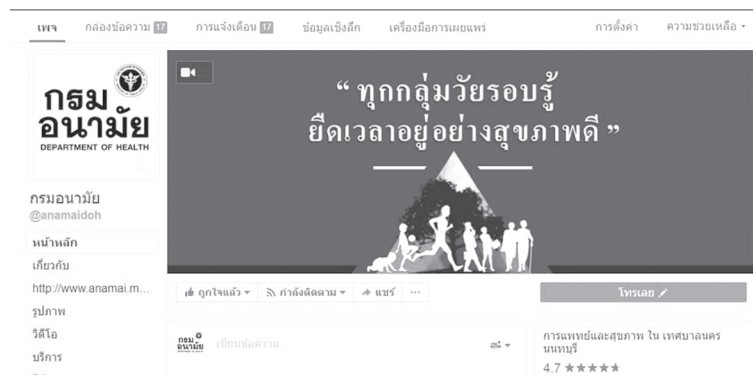 เพจ กล่องข้อความ 17 การแจ้งเตือน 17 ข้อมูลเชิงลึก เครื่องมือการเผยแพร่ การตั้งค่า ความช่วยเหลือ
กรม
อนามัย
DEPARTMENT OF HEALTH
“ ทุกกลุ่มวัยรอบรู้
ยืดเวลาอยู่อย่างสุขภาพดี ”
กรมอนามัย
@anamaidoh
หน้าหลัก
เกี่ยวกับ
http://www.anamai.m...
รูปภาพ
วิดีโอ
บริการ
ถูกใจแล้ว กำลังติดตาม แชร์ ...
โทรเลย
กรม
อนามัย
เขียนข้อความ
การแพทย์และสุขภาพ ใน เทศบาลนคร
นนทบุรี
4.7 ★★★★★